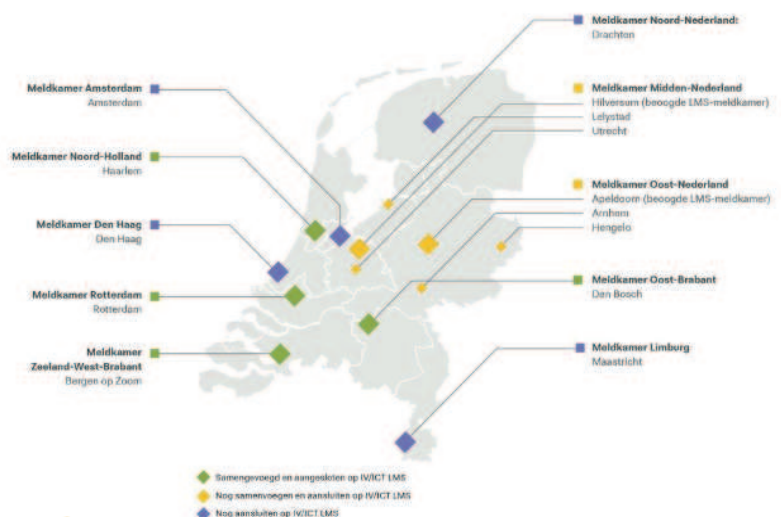 Meldkamer Amsterdam
Amsterdam
Meldkamer Noord-Holland
Haarlem
Meldkamer Den Haag
Den Haag
Meldkamer Rotterdam
Rotterdam
Meldkamer
Zeeland-West-Brabant
Bergen op Zoom
Meldkamer Noord-Nederland:
Drachten
Meldkamer Midden-Nederland
Hilversum (beoogde LMS-meldkamer)
Lelystad
Utrecht
Meldkamer Oost-Nederland
Apeldoorn (beoogde LMS-meldkamer)
Arnhem
Hengelo
Meldkamer Oost-Brabant
Den Bosch
Meldkamer Limburg
Maastricht
Samengevoegd en aangesloten op IV/ICT LMS
Nog samenvoegen en aansluiten op IV/ICT LMS
Nog aansluiten op IV/ICT LMS